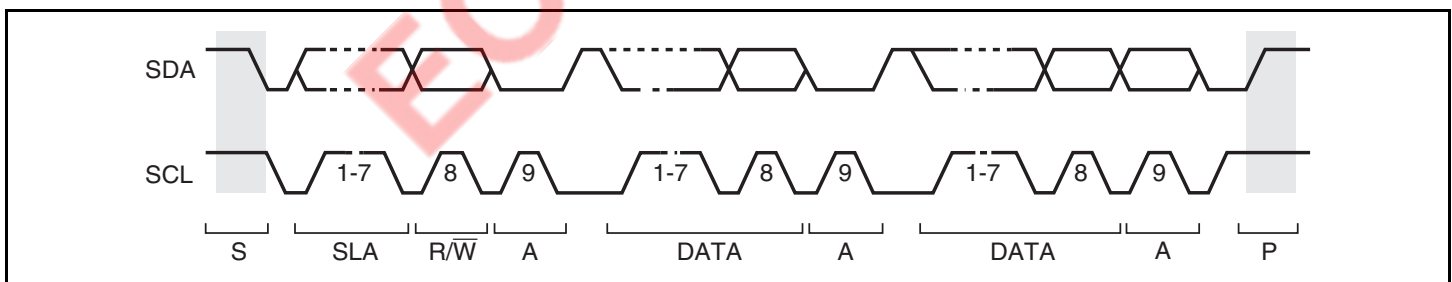 SDA
SCL 1-7 8 9 1-7 8 9 1-7 8 9
S SLA R/W̅ A DATA A DATA A P